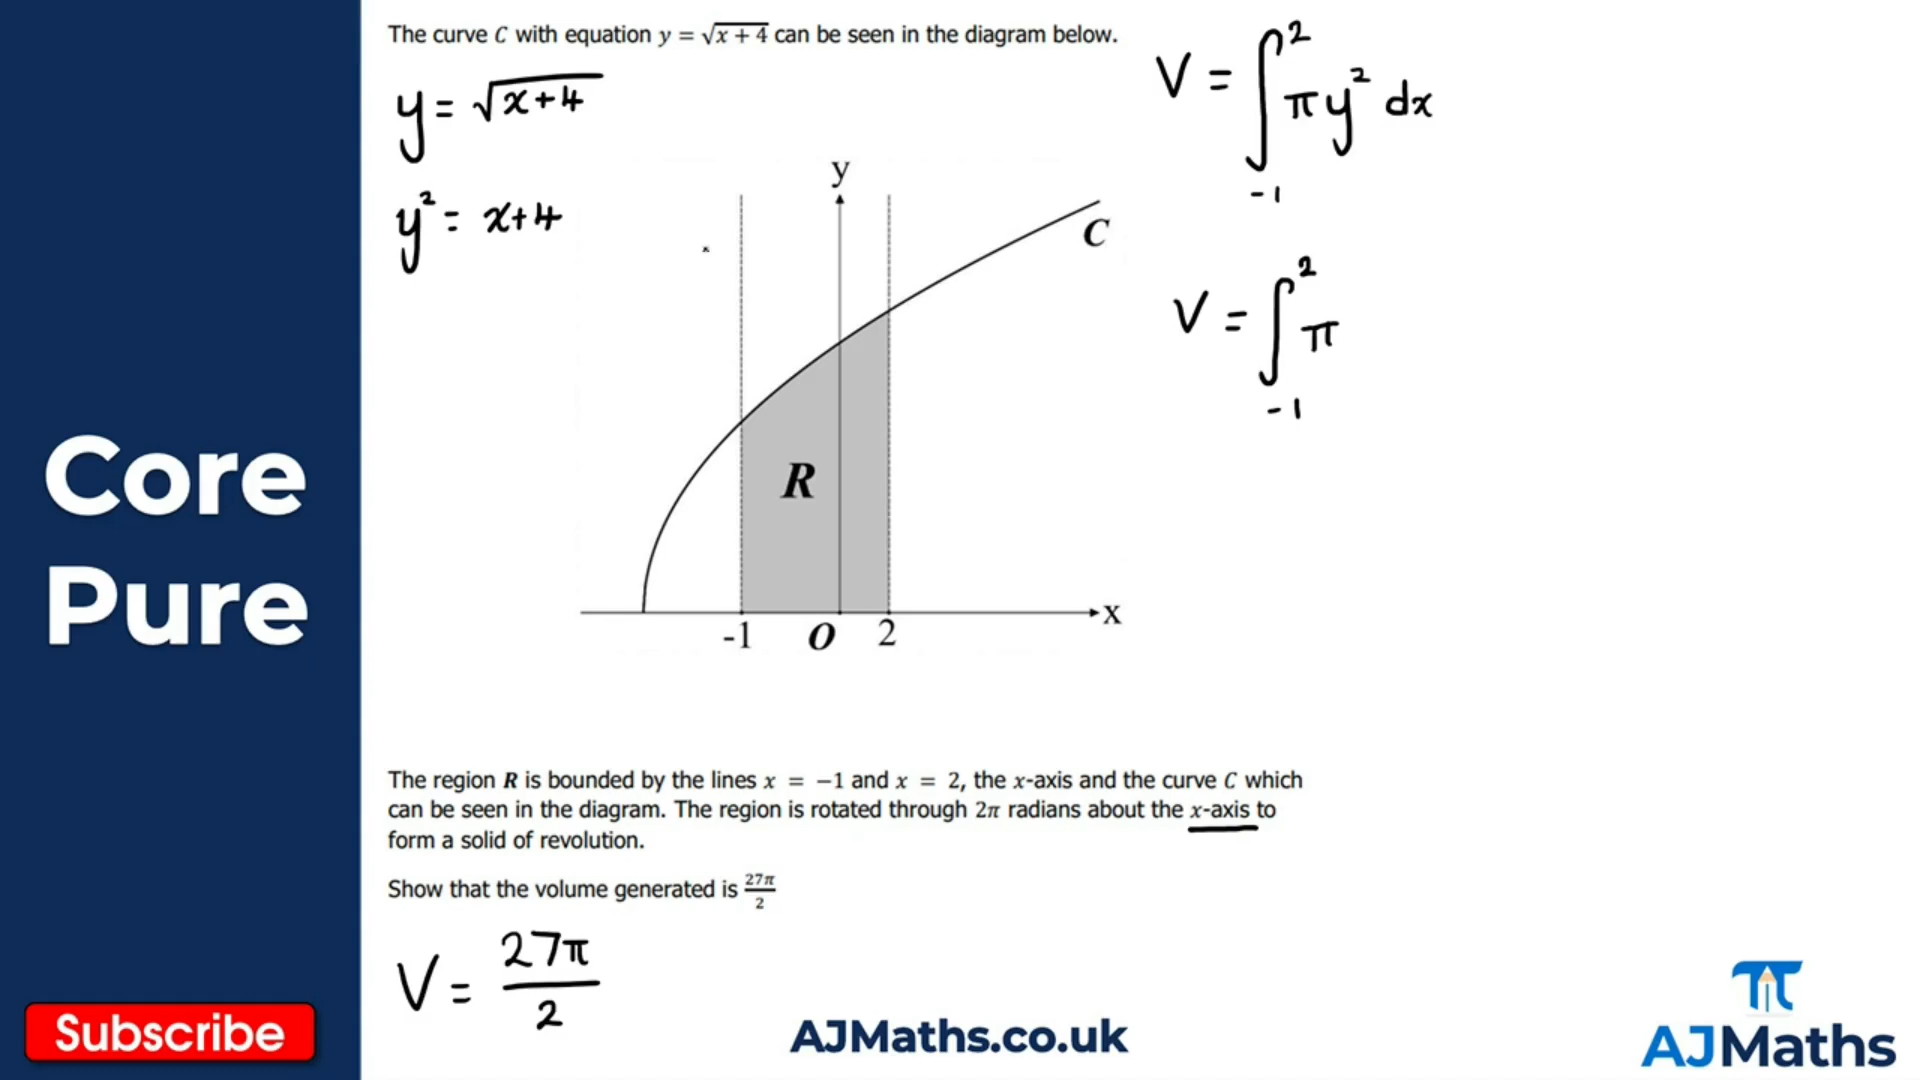 The curve C with equation y = √x + 4 can be seen in the diagram below.
y = √x+4
y² = x+4
V = ∫₋₁² πy² dx
V = ∫₋₁² π
y
C
R
-1 O 2 x
Core
Pure
The region R is bounded by the lines x = −1 and x = 2, the x-axis and the curve C which
can be seen in the diagram. The region is rotated through 2π radians about the x-axis to
form a solid of revolution.
Show that the volume generated is 27π/2
V = 27π/2
Subscribe
AJMaths.co.uk
AJMaths